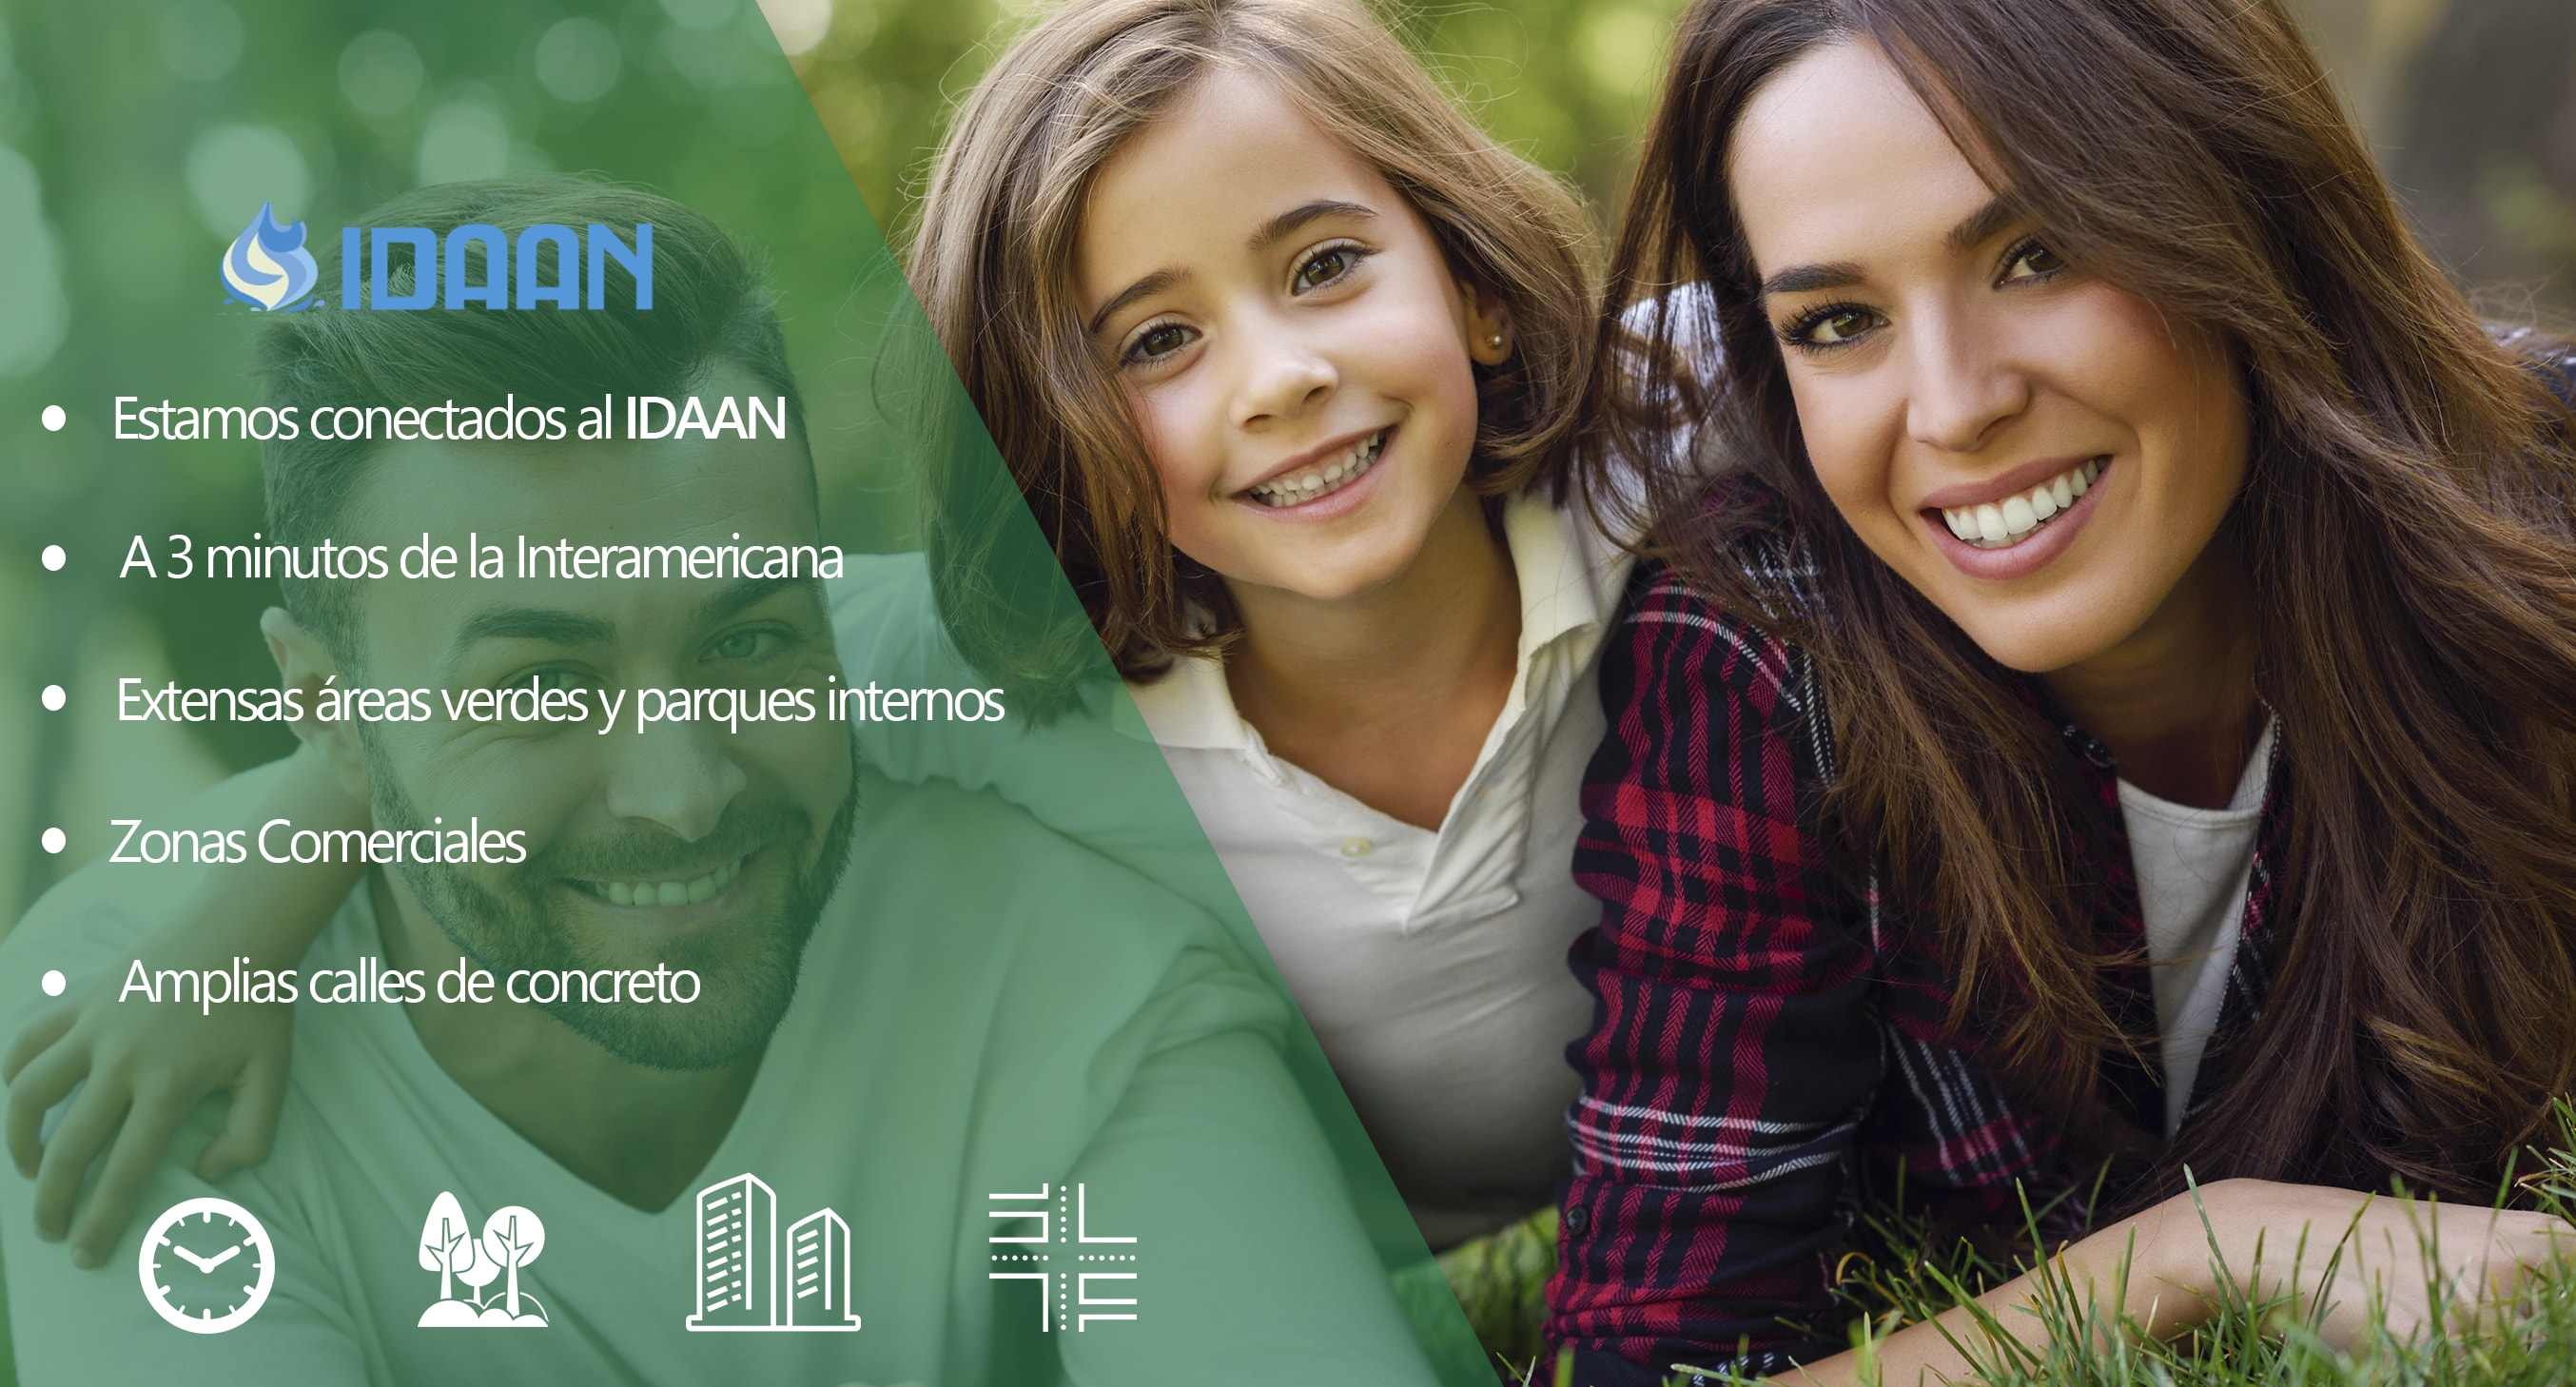 IDAAN
• Estamos conectados al IDAAN
• A 3 minutos de la Interamericana
• Extensas áreas verdes y parques internos
• Zonas Comerciales
• Amplias calles de concreto